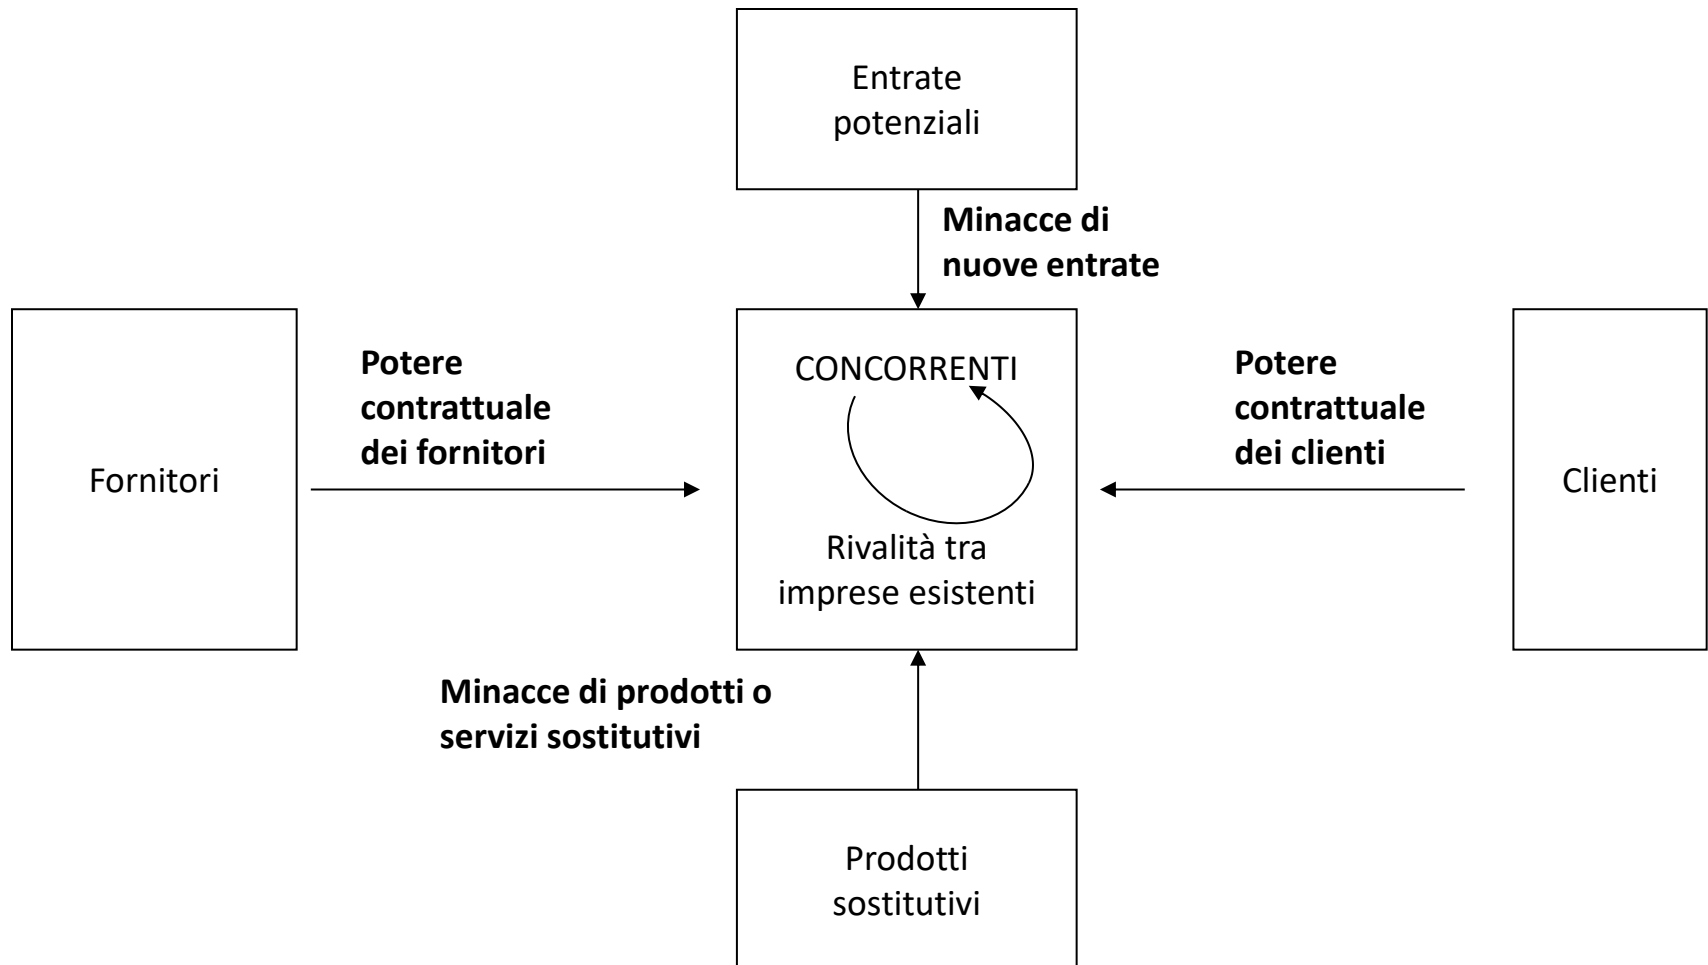 Entrate
potenziali
Minacce di
nuove entrate
Fornitori
Potere
contrattuale
dei fornitori
CONCORRENTI
Rivalità tra
imprese esistenti
Potere
contrattuale
dei clienti
Clienti
Minacce di prodotti o
servizi sostitutivi
Prodotti
sostitutivi